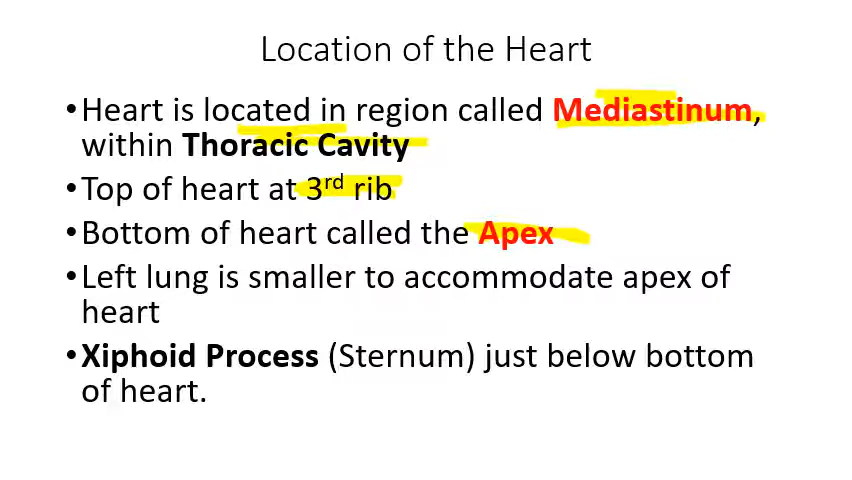 Location of the Heart
•Heart is located in region called Mediastinum,
within Thoracic Cavity
•Top of heart at 3rd rib
•Bottom of heart called the Apex
•Left lung is smaller to accommodate apex of
heart
•Xiphoid Process (Sternum) just below bottom
of heart.